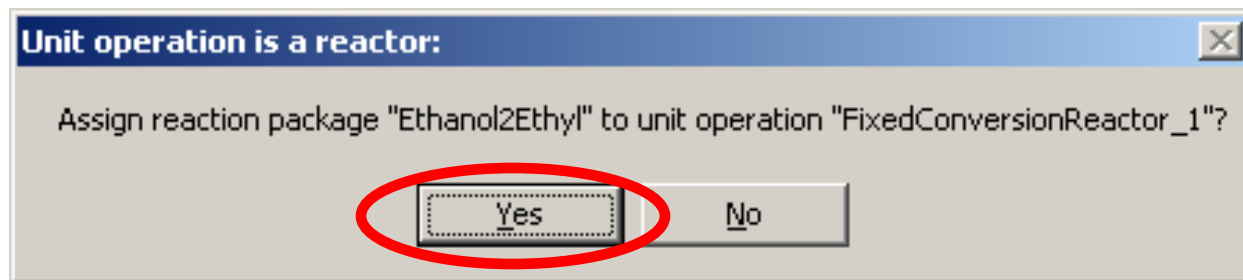 Unit operation is a reactor:
Assign reaction package "Ethanol2Ethyl" to unit operation "FixedConversionReactor_1"?
Yes No